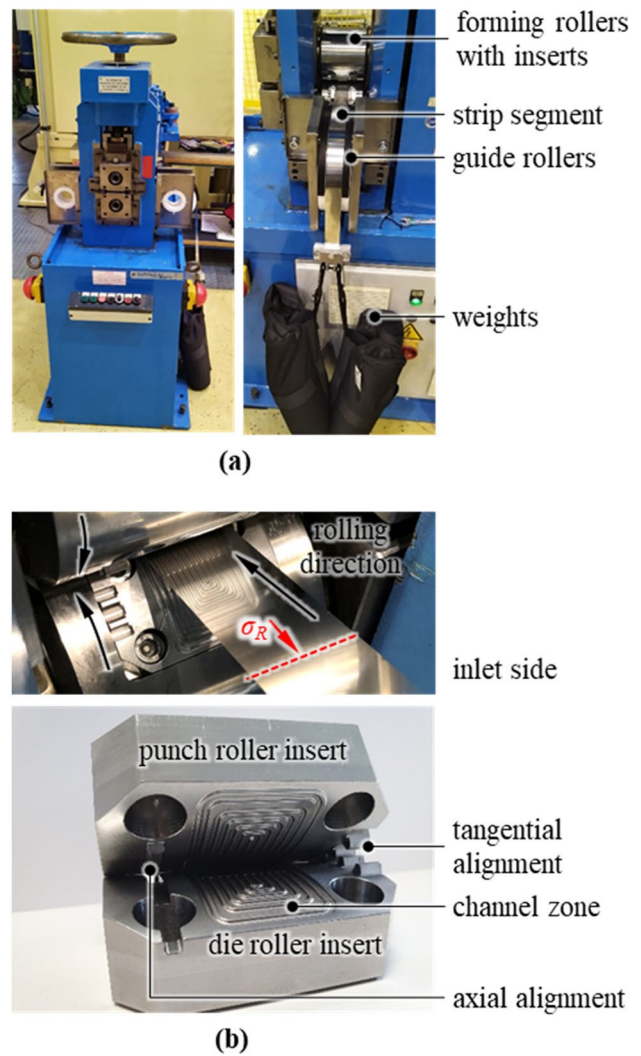 forming rollers
with inserts
strip segment
guide rollers
weights
(a)
rolling
direction
σR
inlet side
punch roller insert
tangential
alignment
channel zone
die roller insert
axial alignment
(b)